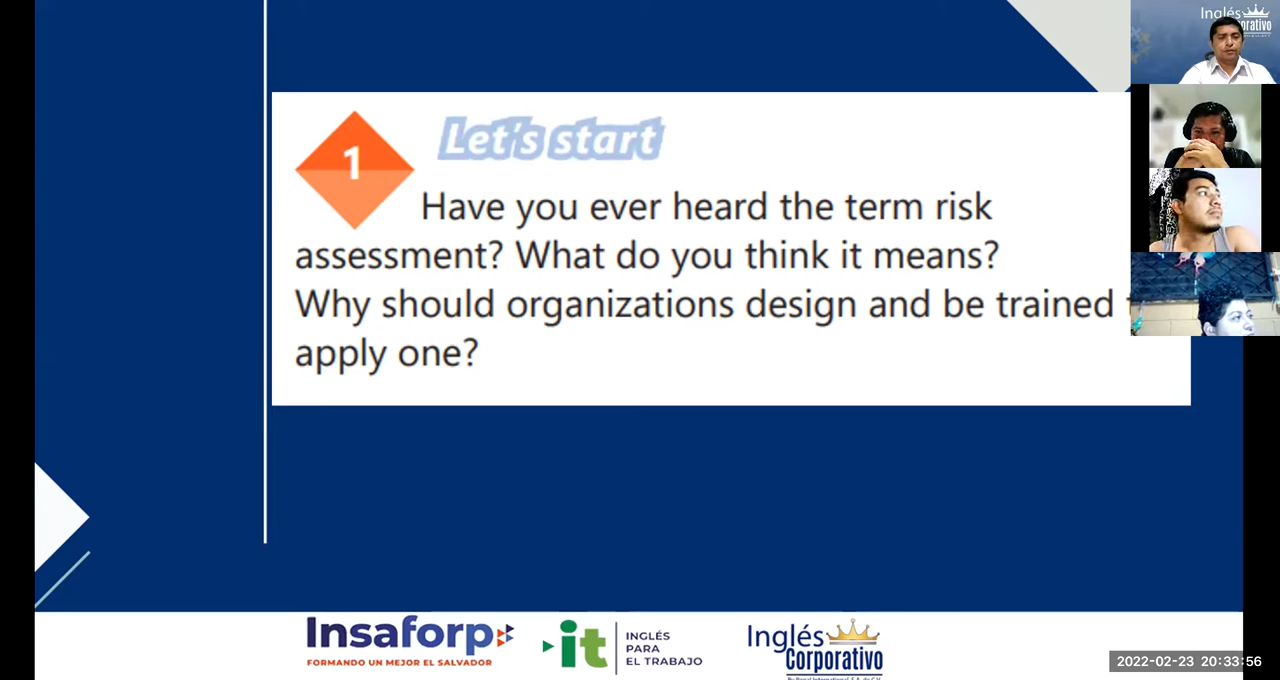 Inglés
1
Let's start
Have you ever heard the term risk
assessment? What do you think it means?
Why should organizations design and be trained
apply one?
Insaforp
FORMANDO UN MEJOR EL SALVADOR
it
INGLÉS
PARA
EL TRABAJO
Inglés
Corporativo
2022-02-23 20:33:56